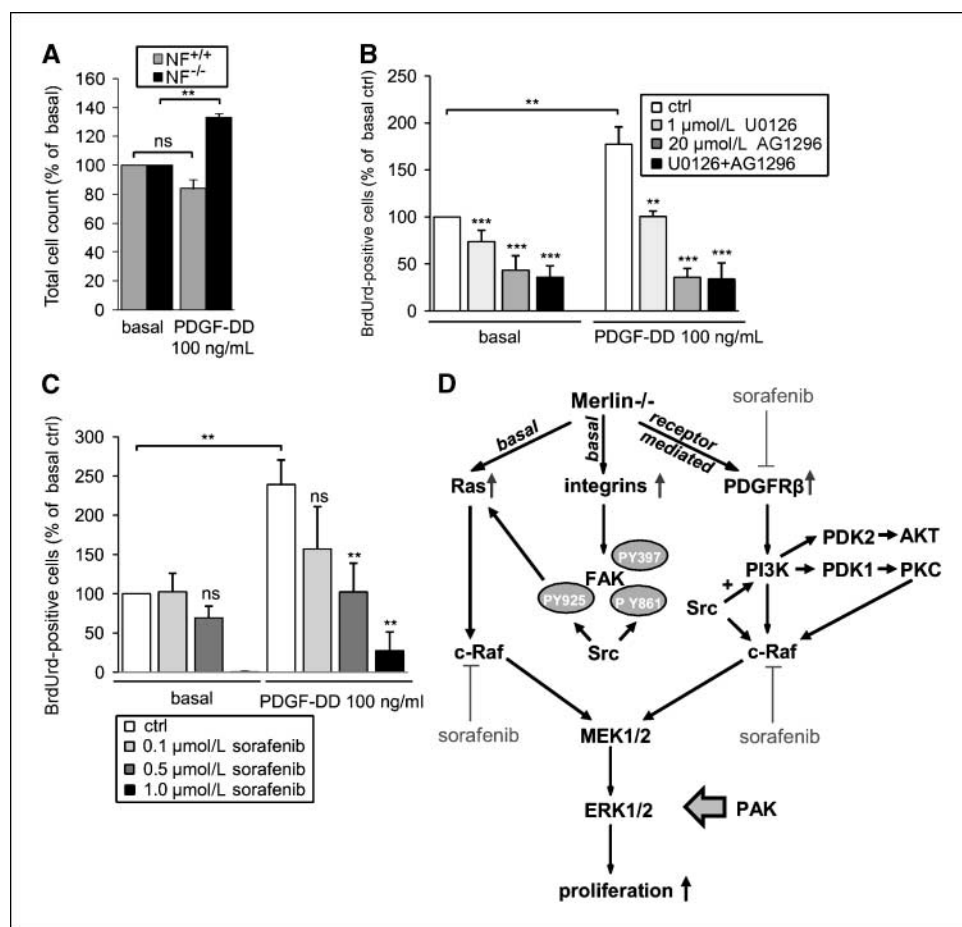 A
NF+/+
NF-/-
Total cell count (% of basal)
160
140
120
100
80
60
40
20
0
ns
**
basal
PDGF-DD
100 ng/mL
B
BrdUrd-positive cells (% of basal ctrl)
250
200
150
100
50
0
**
***
***
***
**
***
***
ctrl
1 µmol/L U0126
20 µmol/L AG1296
U0126+AG1296
basal
PDGF-DD 100 ng/mL
C
BrdUrd-positive cells (% of basal ctrl)
300
250
200
150
100
50
0
**
ns
ns
**
**
basal
PDGF-DD 100 ng/ml
ctrl
0.1 µmol/L sorafenib
0.5 µmol/L sorafenib
1.0 µmol/L sorafenib
D
Merlin-/-
sorafenib
basal
basal
receptor
mediated
Ras
integrins
PDGFRβ
PY397
FAK
PY925
P Y861
Src
PDK2
AKT
PI3K
PDK1
PKC
+
Src
c-Raf
c-Raf
sorafenib
sorafenib
MEK1/2
ERK1/2
PAK
proliferation